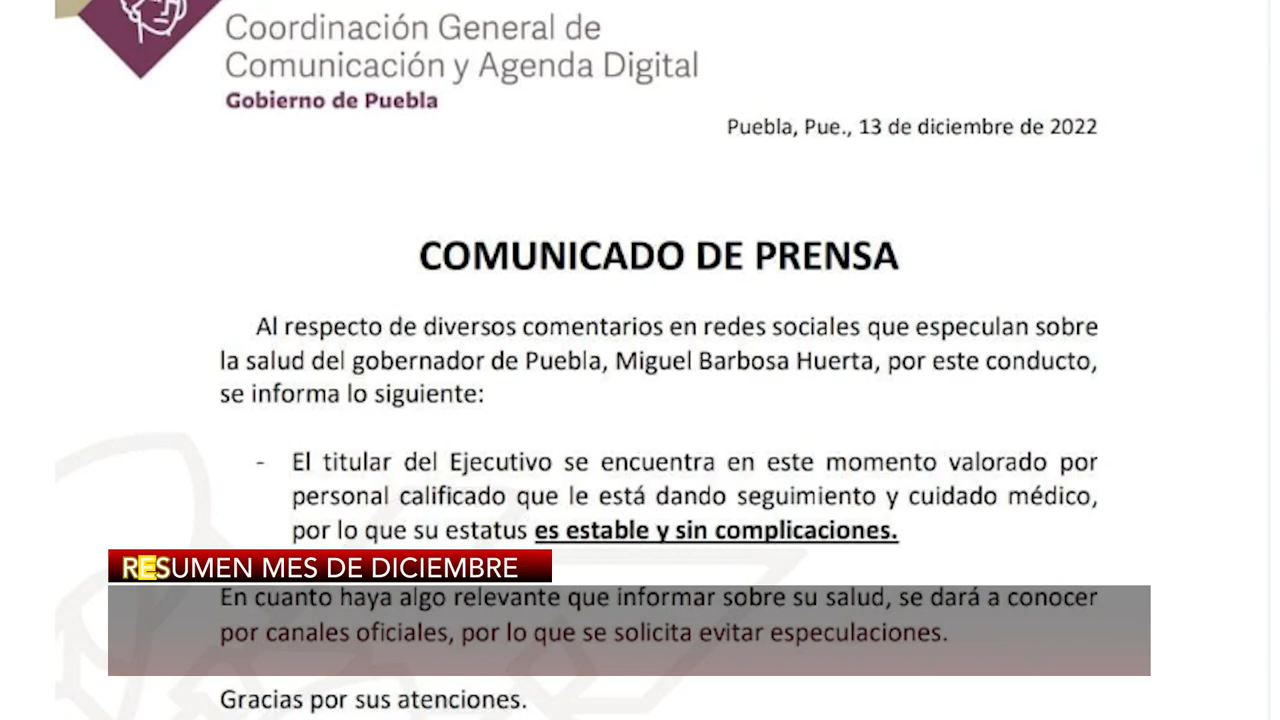 Coordinación General de
Comunicación y Agenda Digital
Gobierno de Puebla
Puebla, Pue., 13 de diciembre de 2022
COMUNICADO DE PRENSA
Al respecto de diversos comentarios en redes sociales que especulan sobre
la salud del gobernador de Puebla, Miguel Barbosa Huerta, por este conducto,
se informa lo siguiente:
- El titular del Ejecutivo se encuentra en este momento valorado por
personal calificado que le está dando seguimiento y cuidado médico,
por lo que su estatus es estable y sin complicaciones.
RESUMEN MES DE DICIEMBRE
En cuanto haya algo relevante que informar sobre su salud, se dará a conocer
por canales oficiales, por lo que se solicita evitar especulaciones.
Gracias por sus atenciones.